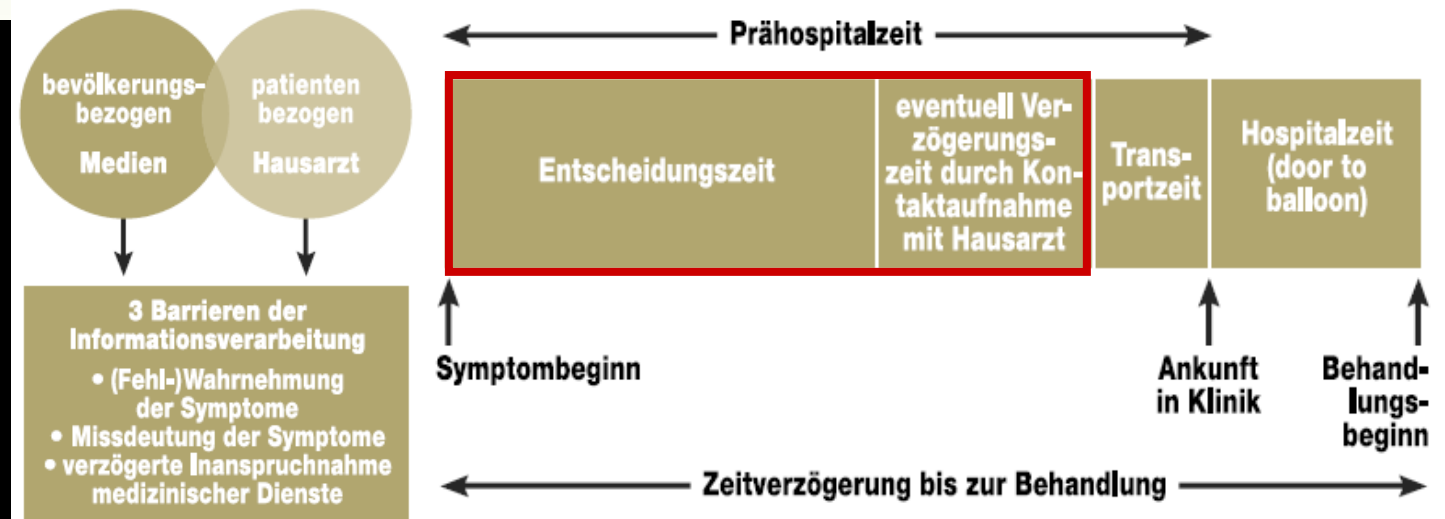 bevölkerungs-
bezogen
Medien
patienten
bezogen
Hausarzt
3 Barrieren der
Informationsverarbeitung
• (Fehl-)Wahrnehmung
der Symptome
• Missdeutung der Symptome
• verzögerte Inanspruchnahme
medizinischer Dienste
Prähospitalzeit
Entscheidungszeit
eventuell Ver-
zögerungs-
zeit durch Kon-
taktaufnahme
mit Hausarzt
Trans-
portzeit
Hospitalzeit
(door to
balloon)
Symptombeginn
Ankunft
in Klinik
Behand-
lungs-
beginn
Zeitverzögerung bis zur Behandlung